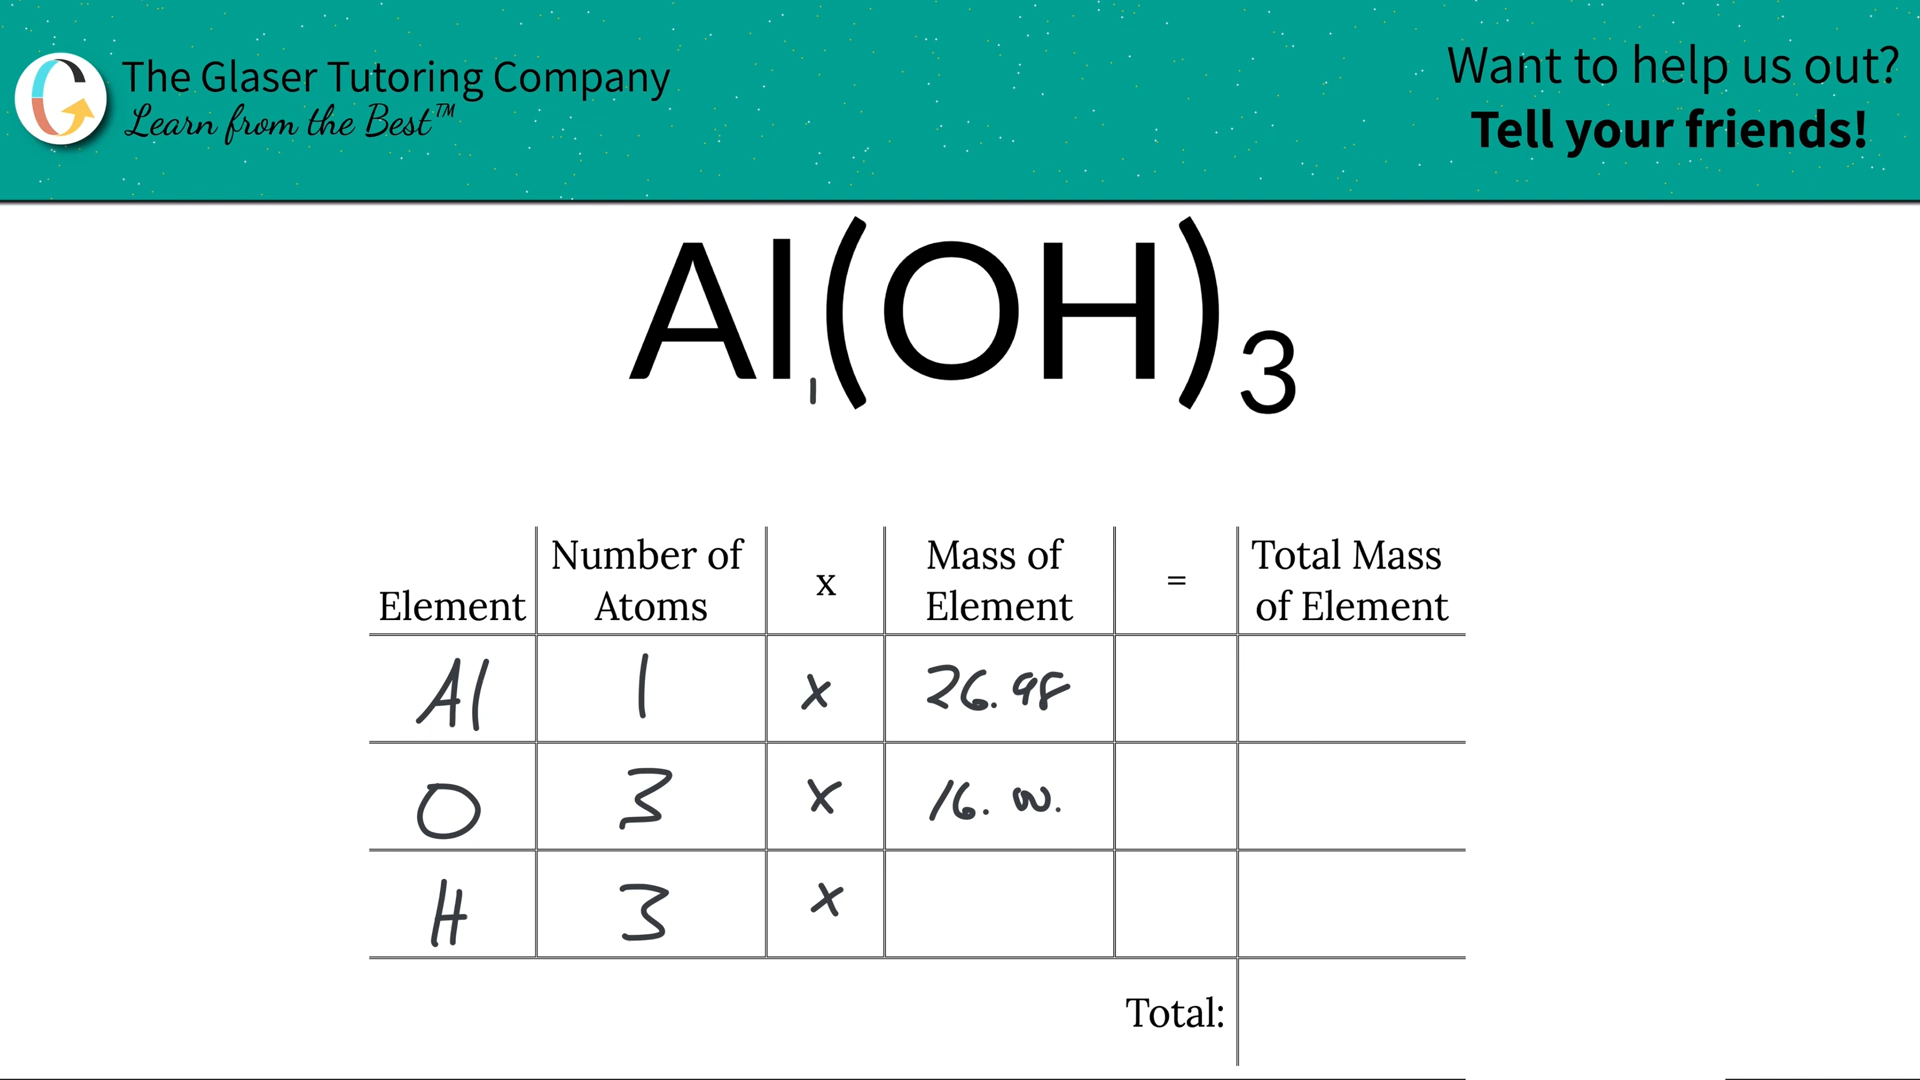 The Glaser Tutoring Company
Learn from the Best™
Want to help us out?
Tell your friends!
Al₁(OH)₃
Element | Number of Atoms | x | Mass of Element | = | Total Mass of Element
Al | 1 | x | 26.98
O | 3 | x | 16.00.
H | 3 | x
Total: